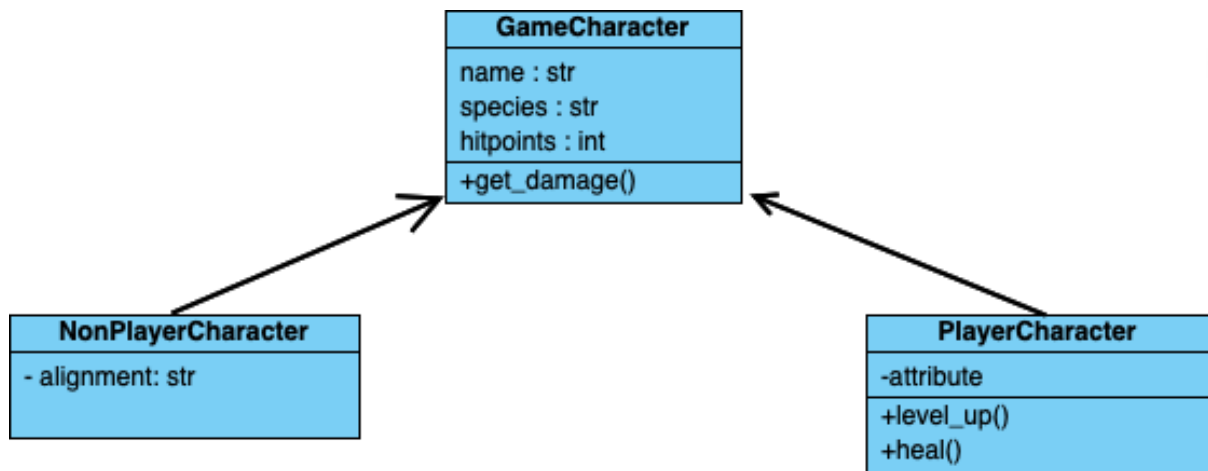 GameCharacter
name : str
species : str
hitpoints : int
+get_damage()
NonPlayerCharacter
- alignment: str
PlayerCharacter
-attribute
+level_up()
+heal()